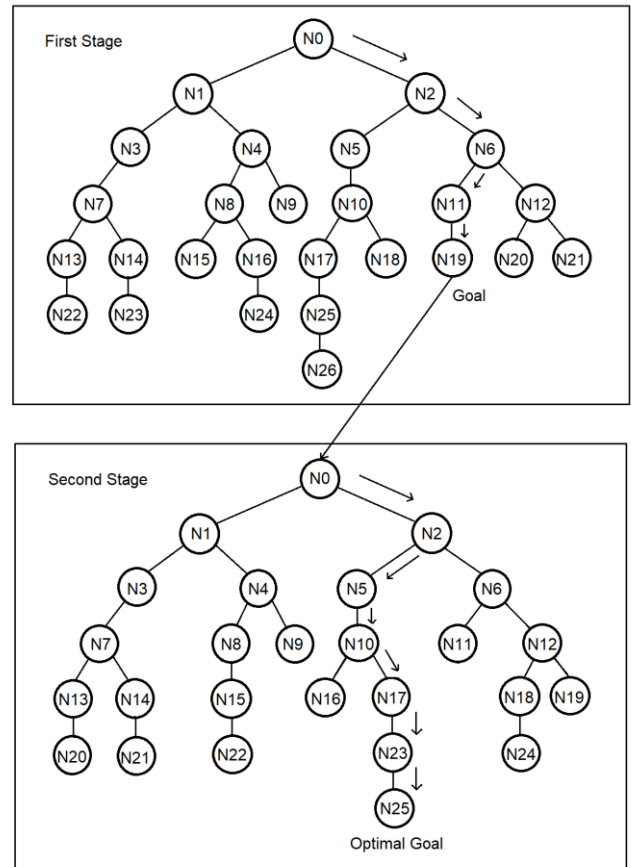 First Stage
N0
N1 N2
N3 N4 N5 N6
N7 N8 N9 N10 N11 N12
N13 N14 N15 N16 N17 N18 N19 N20 N21
Goal
N22 N23 N24 N25
N26
Second Stage
N0
N1 N2
N3 N4 N5 N6
N7 N8 N9 N10 N11 N12
N13 N14 N15 N16 N17 N18 N19
N20 N21 N22 N23 N24
N25
Optimal Goal